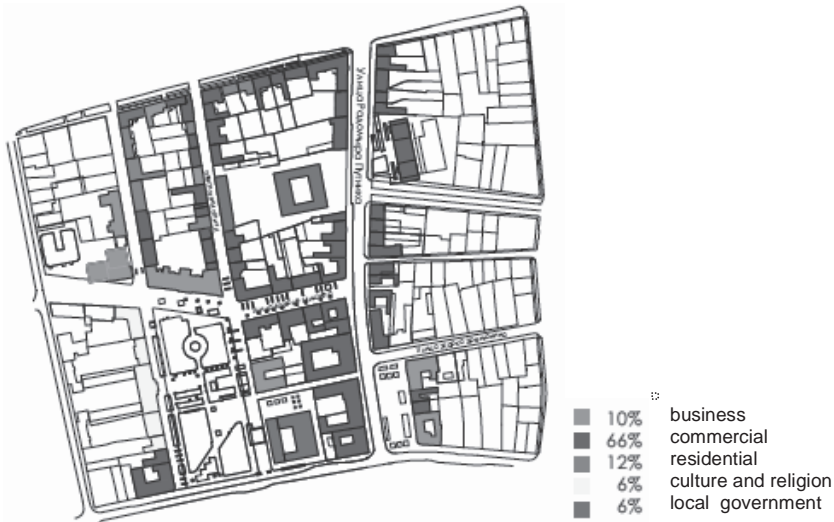 10% business
66% commercial
12% residential
6% culture and religion
6% local government